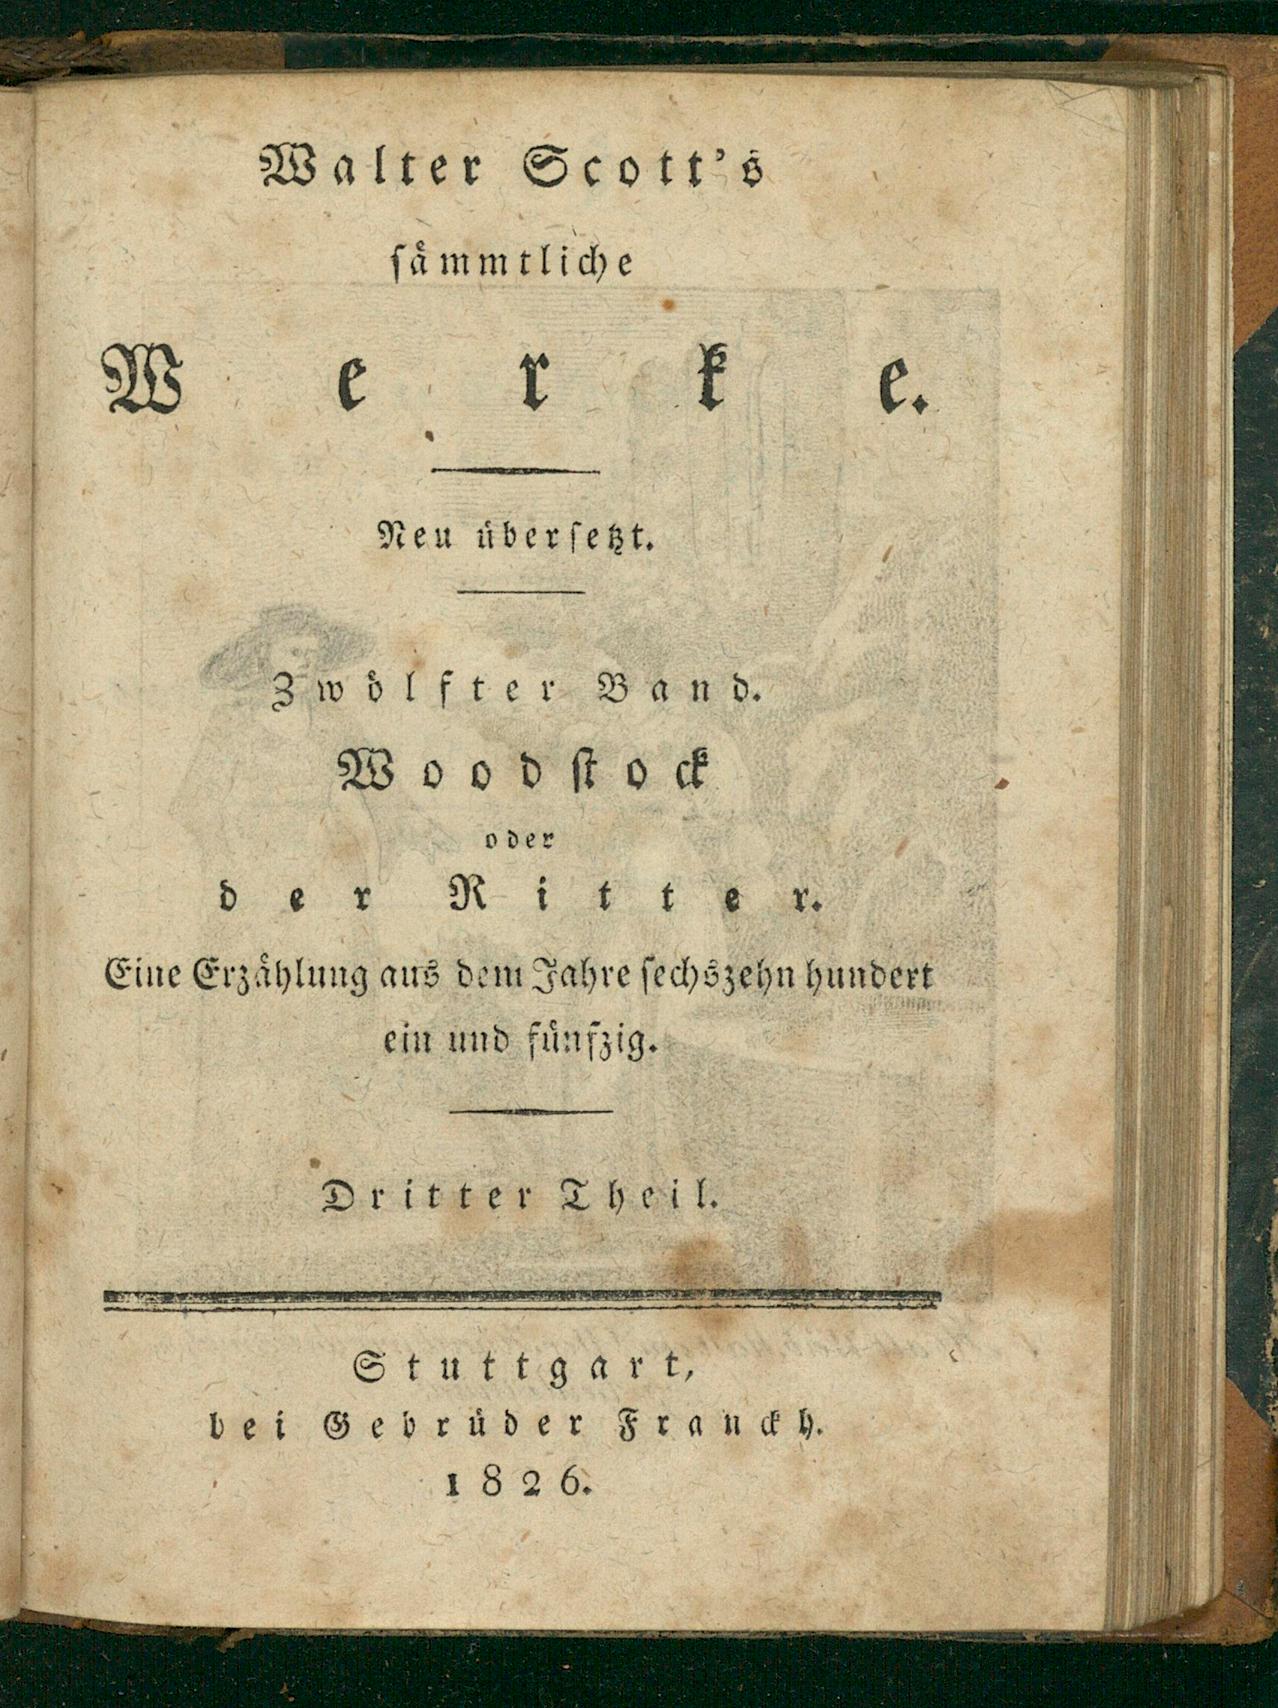 Walter Scott's
sämmtliche
Werke.
Neu übersetzt.
Zwölfter Band.
Woodstock
oder
der Ritter.
Eine Erzählung aus dem Jahre sechszehn hundert
ein und fünfzig.
Dritter Theil.
Stuttgart,
bei Gebrüder Franckh.
1826.